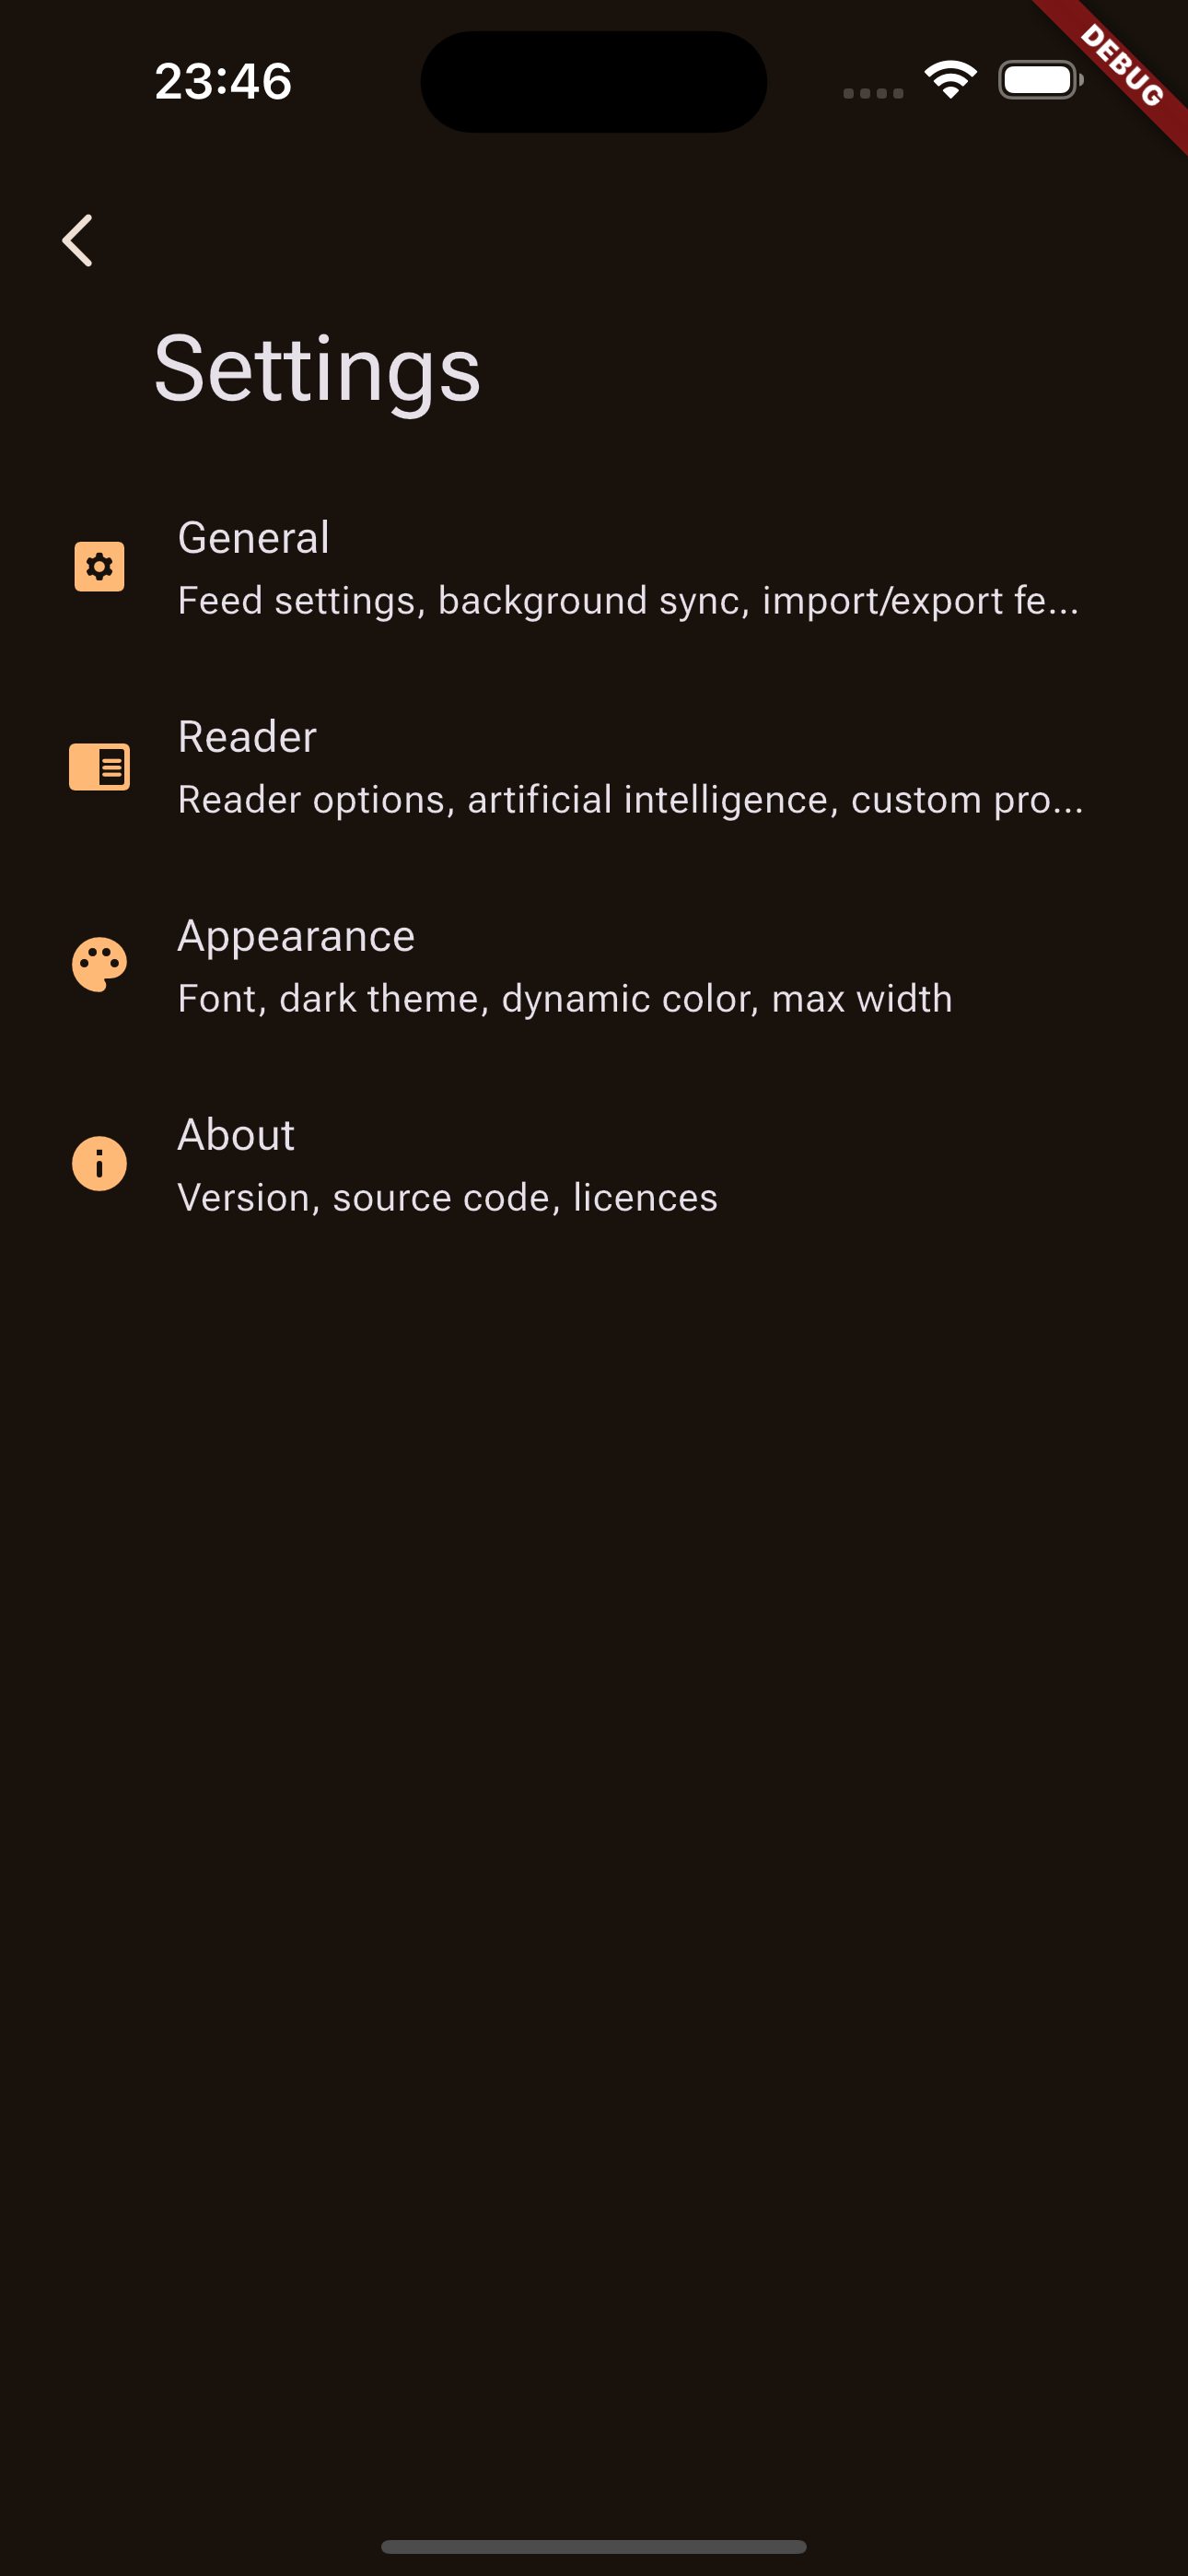 23:46
DEBUG
Settings
General
Feed settings, background sync, import/export fe...
Reader
Reader options, artificial intelligence, custom pro...
Appearance
Font, dark theme, dynamic color, max width
About
Version, source code, licences